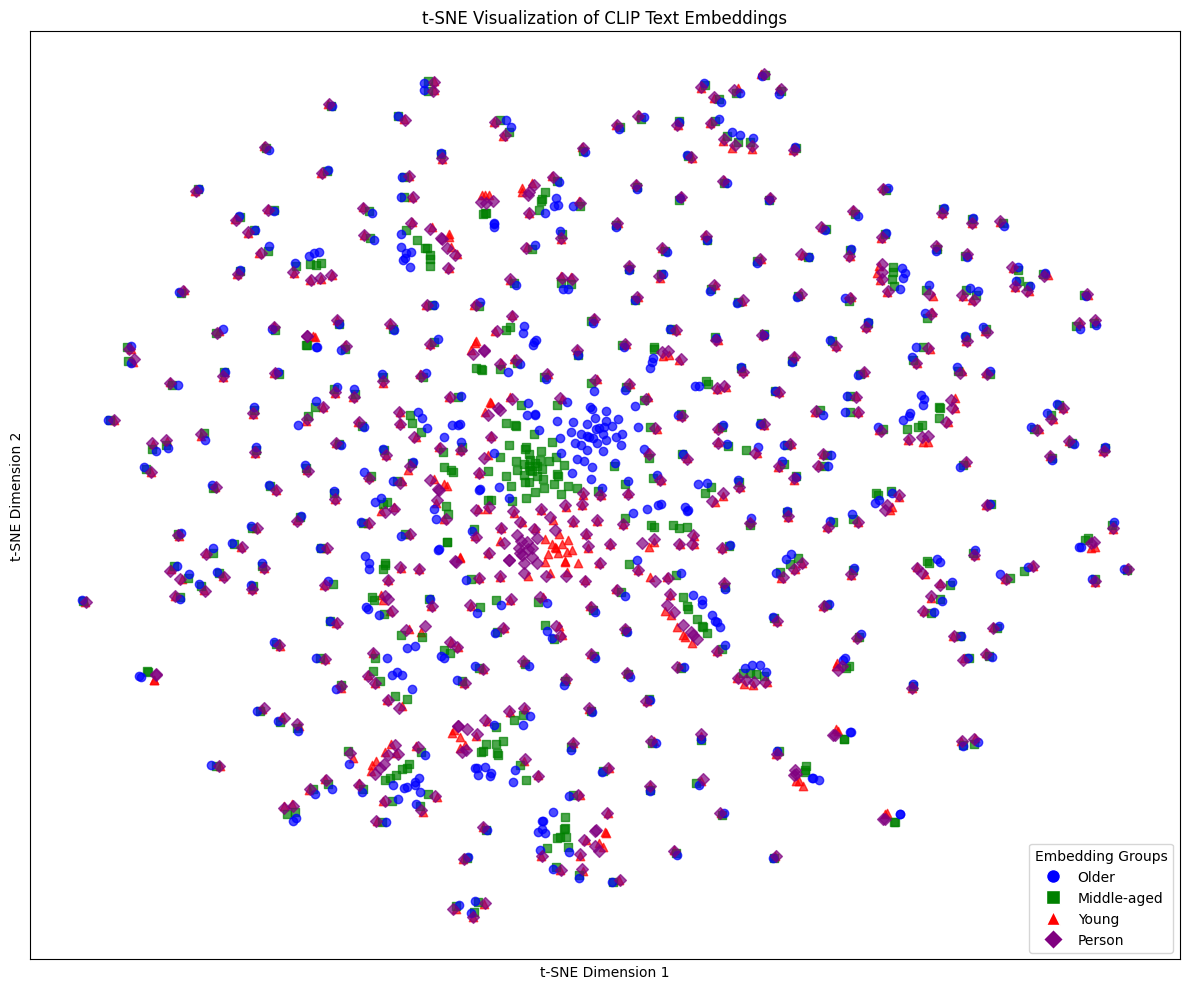 t-SNE Visualization of CLIP Text Embeddings
t-SNE Dimension 2
Embedding Groups
Older
Middle-aged
Young
Person
t-SNE Dimension 1